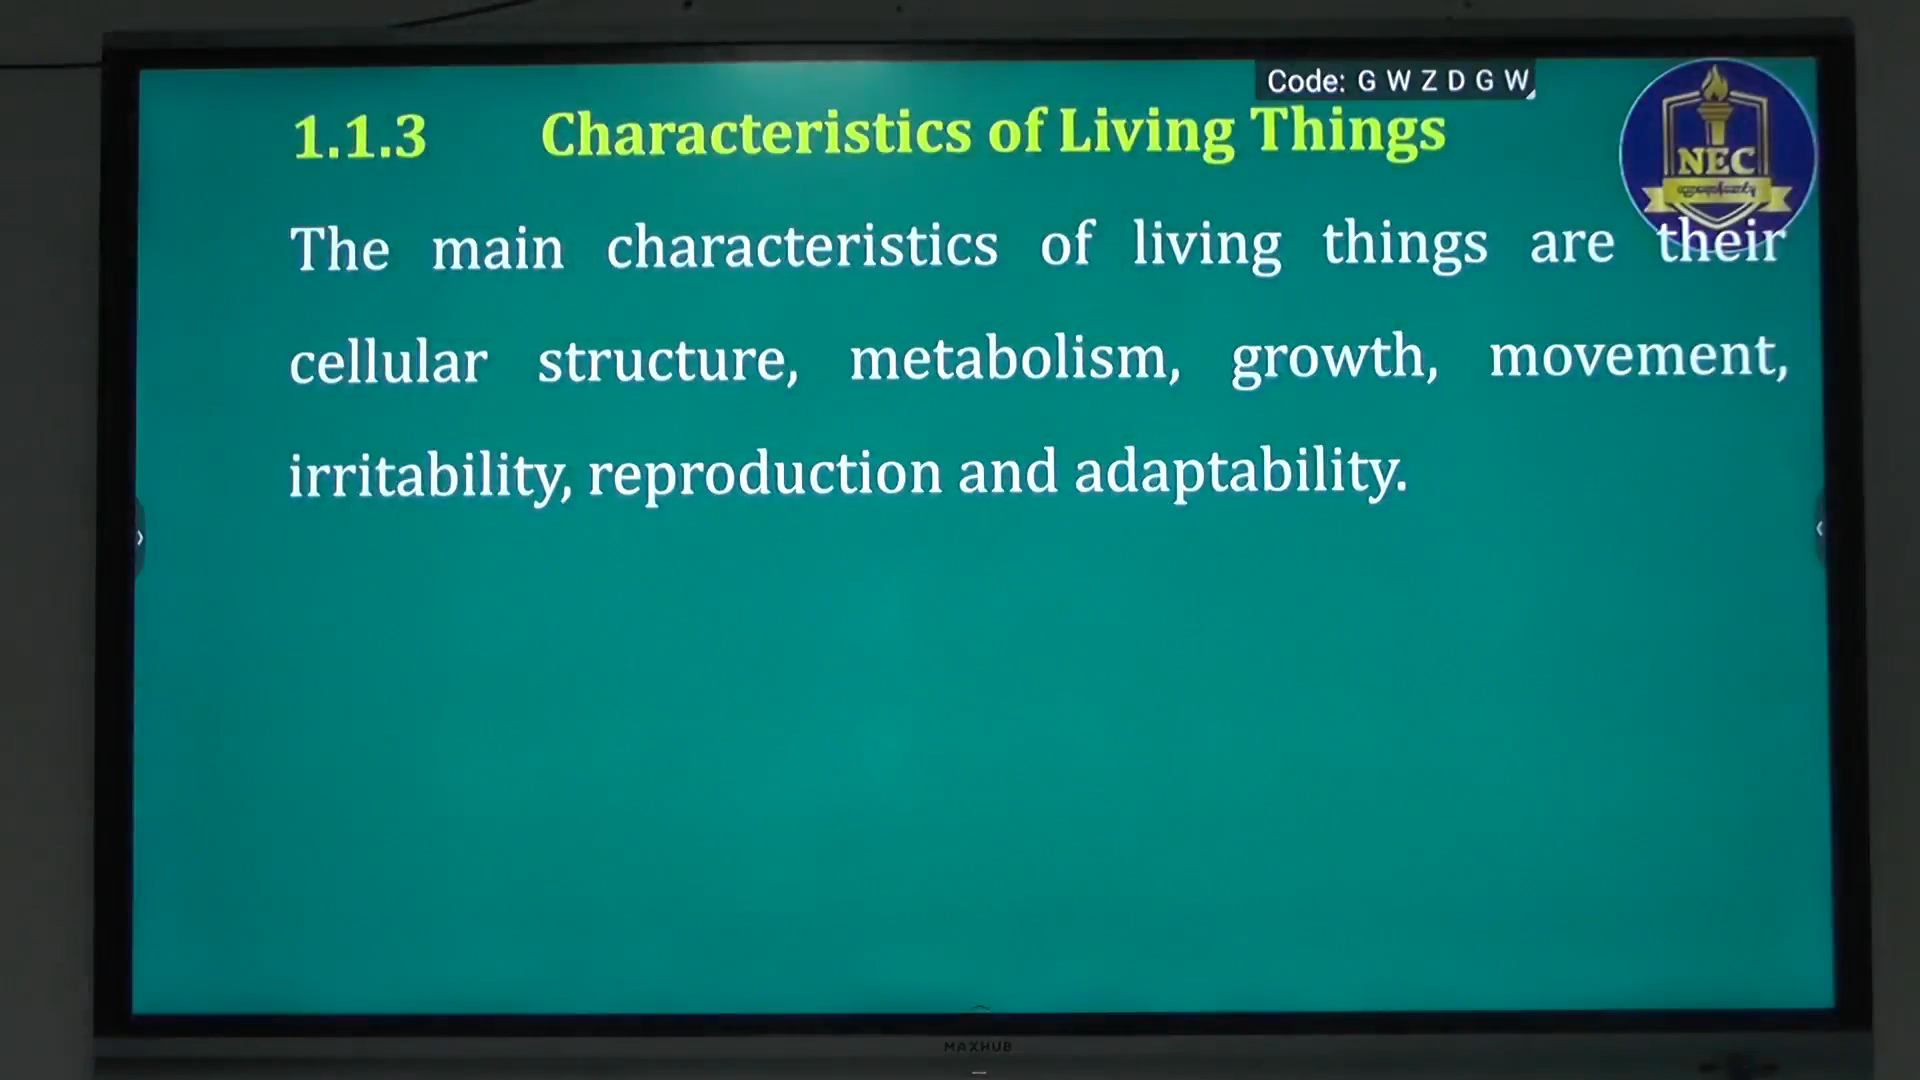 Code: G W Z D G W
1.1.3 Characteristics of Living Things
NEC
The main characteristics of living things are their
cellular structure, metabolism, growth, movement,
irritability, reproduction and adaptability.
MAXHUB